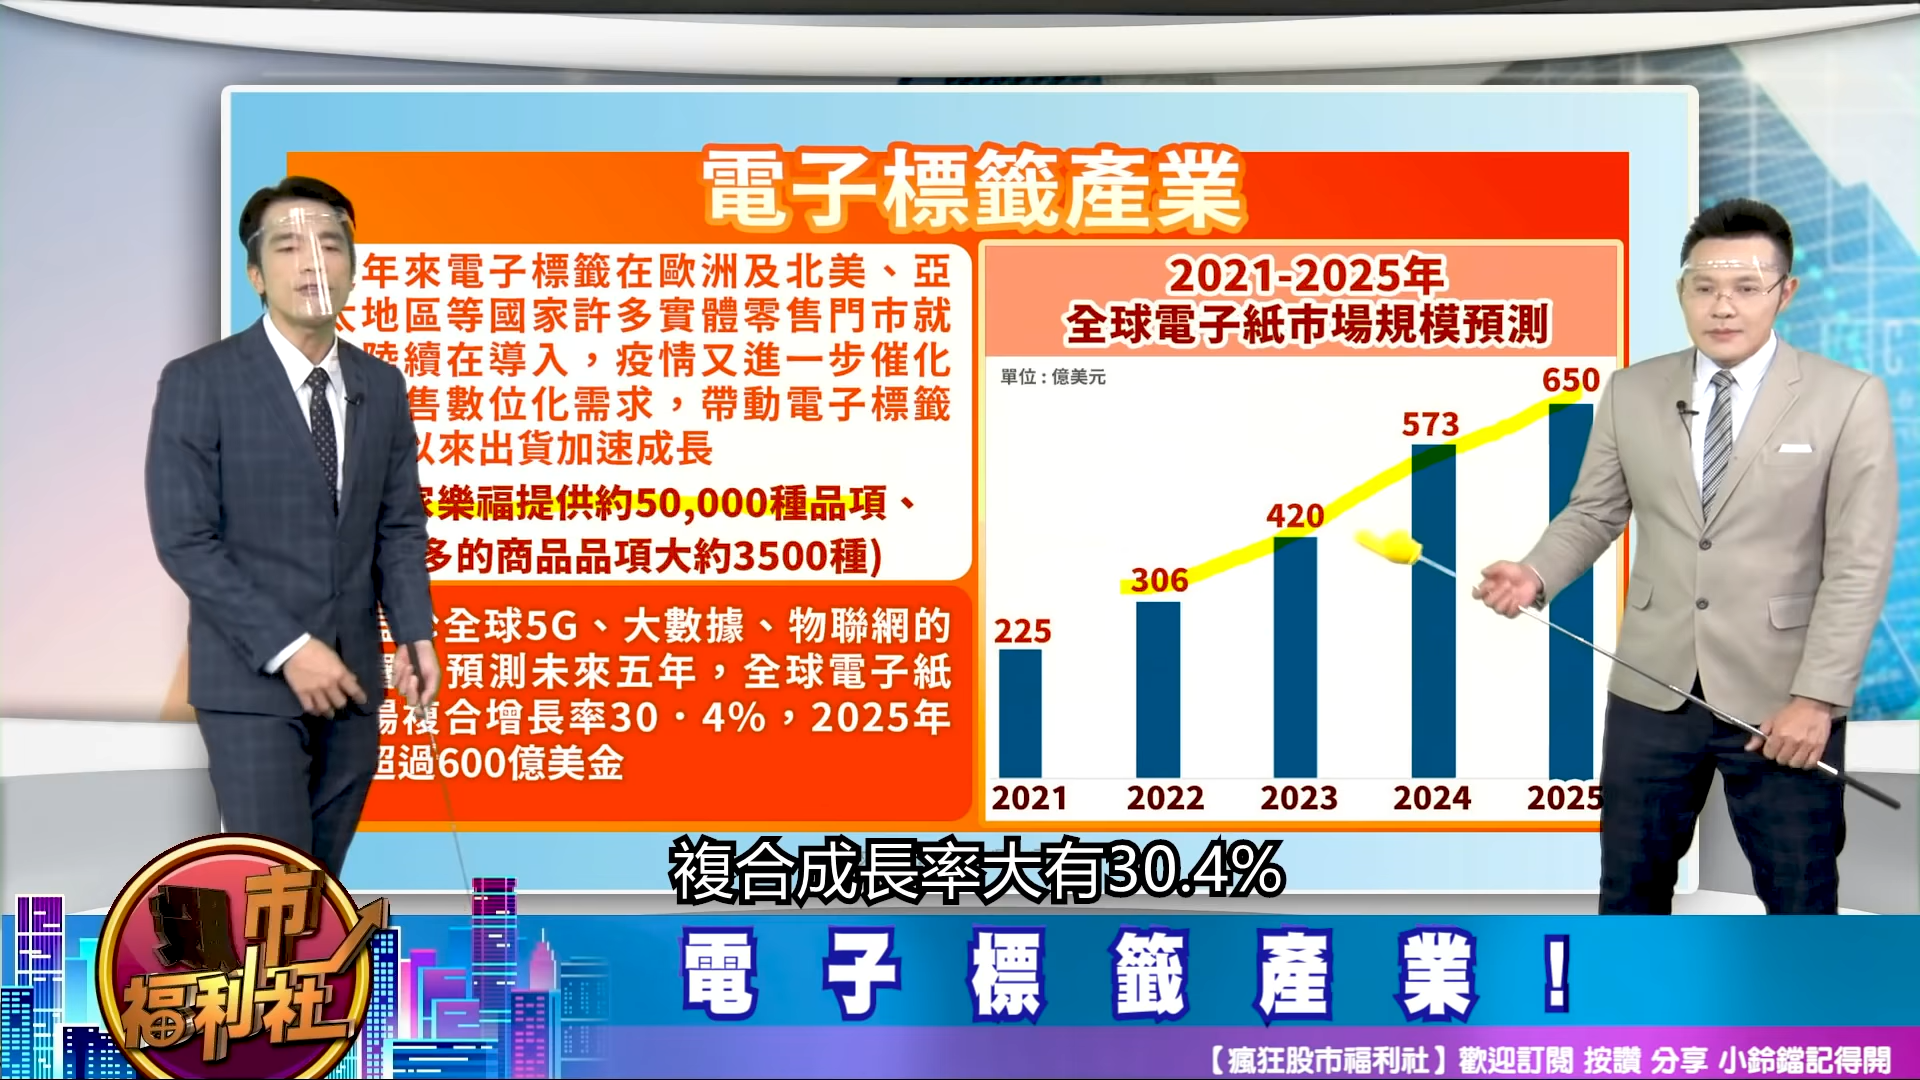 電子標籤產業
年來電子標籤在歐洲及北美、亞
太地區等國家許多實體零售門市就
陸續在導入，疫情又進一步催化
售數位化需求，帶動電子標籤
以來出貨加速成長
家樂福提供約50,000種品項、
多的商品品項大約3500種)
全球5G、大數據、物聯網的
預測未來五年，全球電子紙
場複合增長率30．4%，2025年
超過600億美金
2021-2025年
全球電子紙市場規模預測
單位：億美元
225
306
420
573
650
2021
2022
2023
2024
2025
複合成長率大有30.4%
電子標籤產業！
股市
福利社
【瘋狂股市福利社】歡迎訂閱 按讚 分享 小鈴鐺記得開